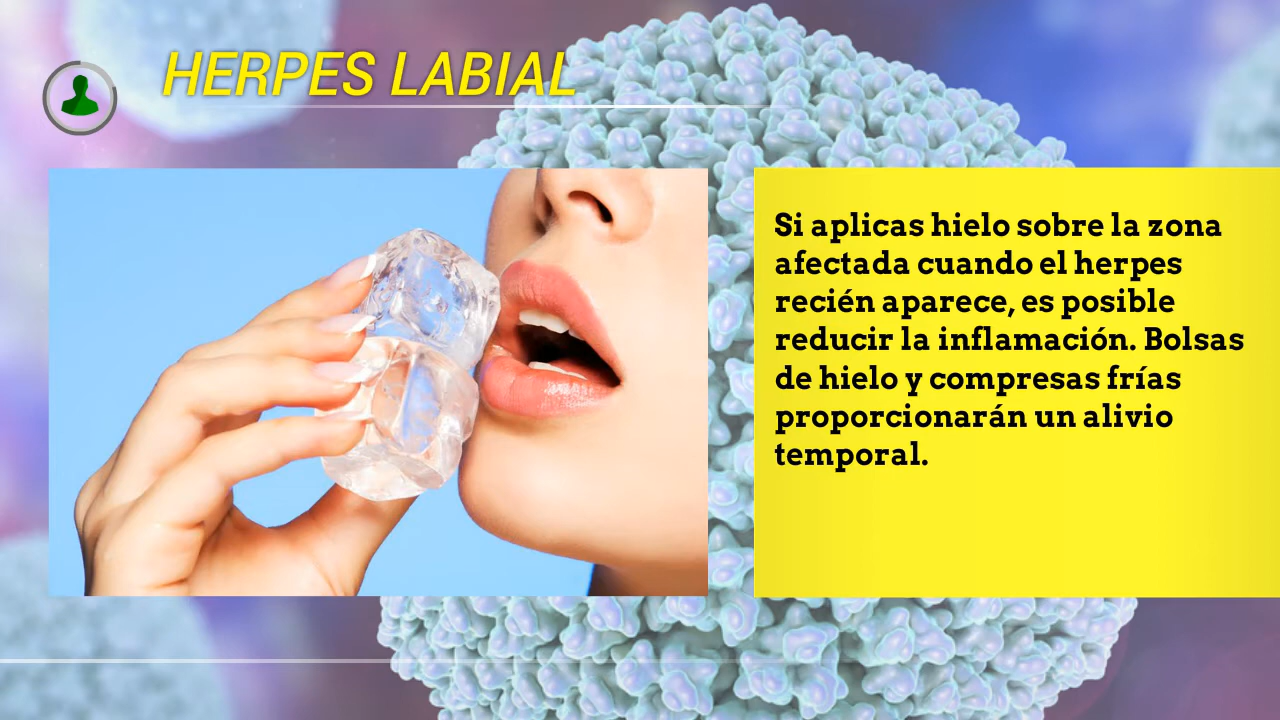 HERPES LABIAL
Si aplicas hielo sobre la zona
afectada cuando el herpes
recién aparece, es posible
reducir la inflamación. Bolsas
de hielo y compresas frías
proporcionarán un alivio
temporal.